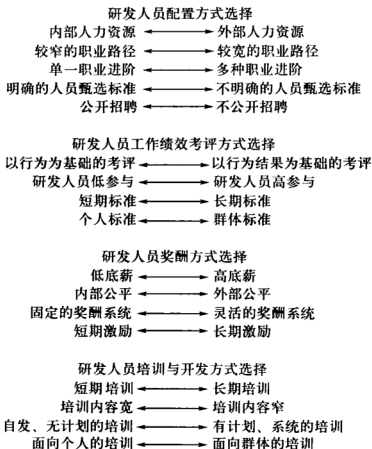 研发人员配置方式选择
内部人力资源 ⟷ 外部人力资源
较窄的职业路径 ⟷ 较宽的职业路径
单一职业进阶 ⟷ 多种职业进阶
明确的人员甄选标准 ⟷ 不明确的人员甄选标准
公开招聘 ⟷ 不公开招聘
研发人员工作绩效考评方式选择
以行为为基础的考评 ⟷ 以行为结果为基础的考评
研发人员低参与 ⟷ 研发人员高参与
短期标准 ⟷ 长期标准
个人标准 ⟷ 群体标准
研发人员奖酬方式选择
低底薪 ⟷ 高底薪
内部公平 ⟷ 外部公平
固定的奖酬系统 ⟷ 灵活的奖酬系统
短期激励 ⟷ 长期激励
研发人员培训与开发方式选择
短期培训 ⟷ 长期培训
培训内容宽 ⟷ 培训内容窄
自发、无计划的培训 ⟷ 有计划、系统的培训
面向个人的培训 ⟷ 面向群体的培训